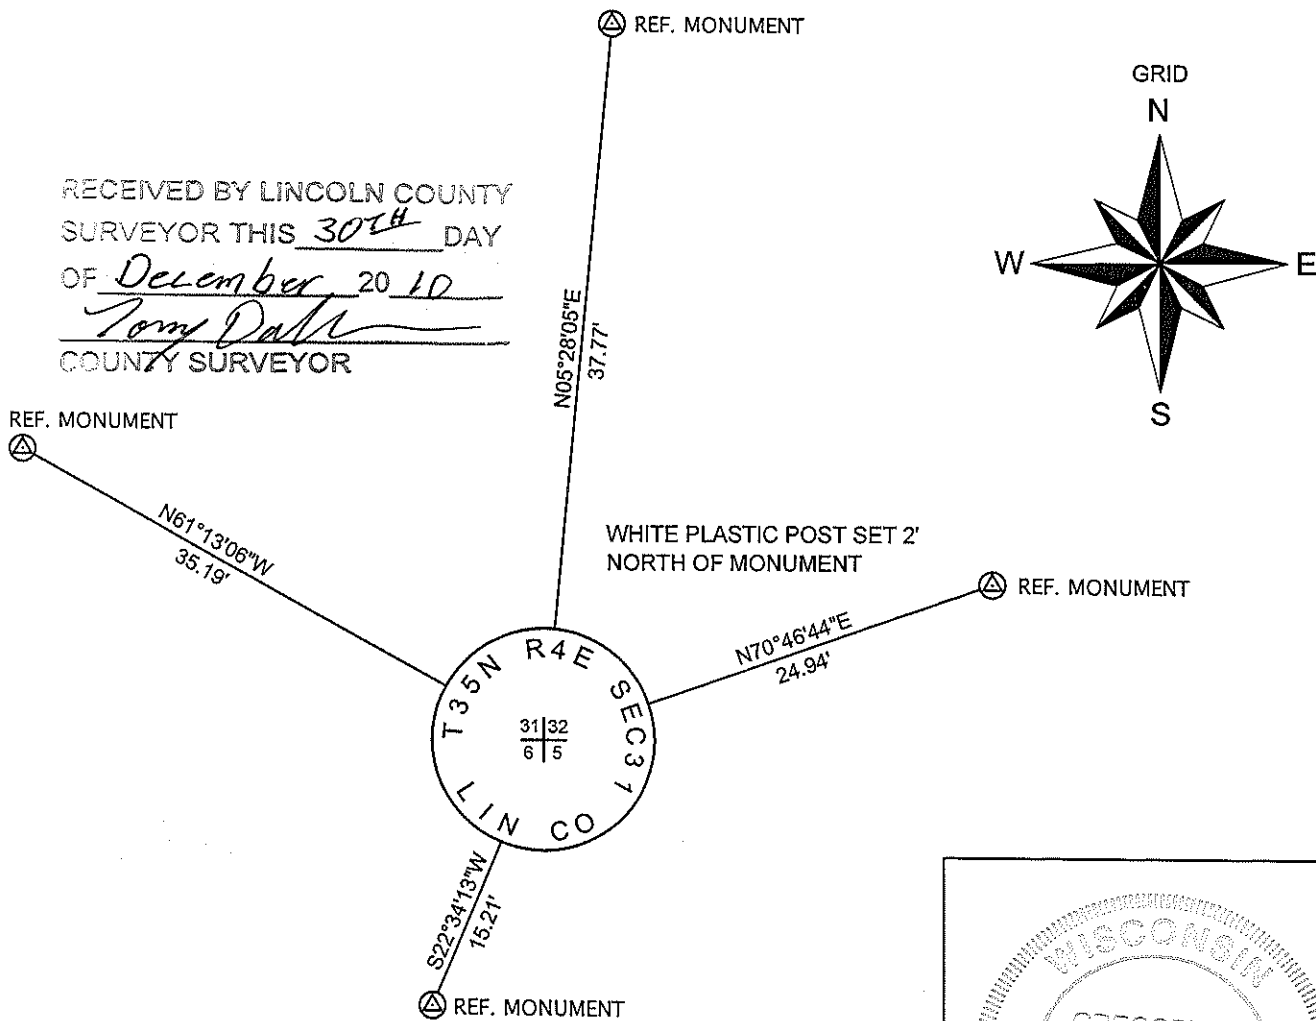 REF. MONUMENT
GRID
N
W
E
S
RECEIVED BY LINCOLN COUNTY
SURVEYOR THIS 30TH DAY
OF December 20 10
COUNTY SURVEYOR
N05°28'05"E
37.77'
REF. MONUMENT
N61°13'06"W
35.19'
WHITE PLASTIC POST SET 2'
NORTH OF MONUMENT
REF. MONUMENT
N70°46'44"E
24.94'
T35N R4E SEC31
31 32
6 5
LIN CO
S22°34'13"W
15.21'
REF. MONUMENT
WISCONSIN